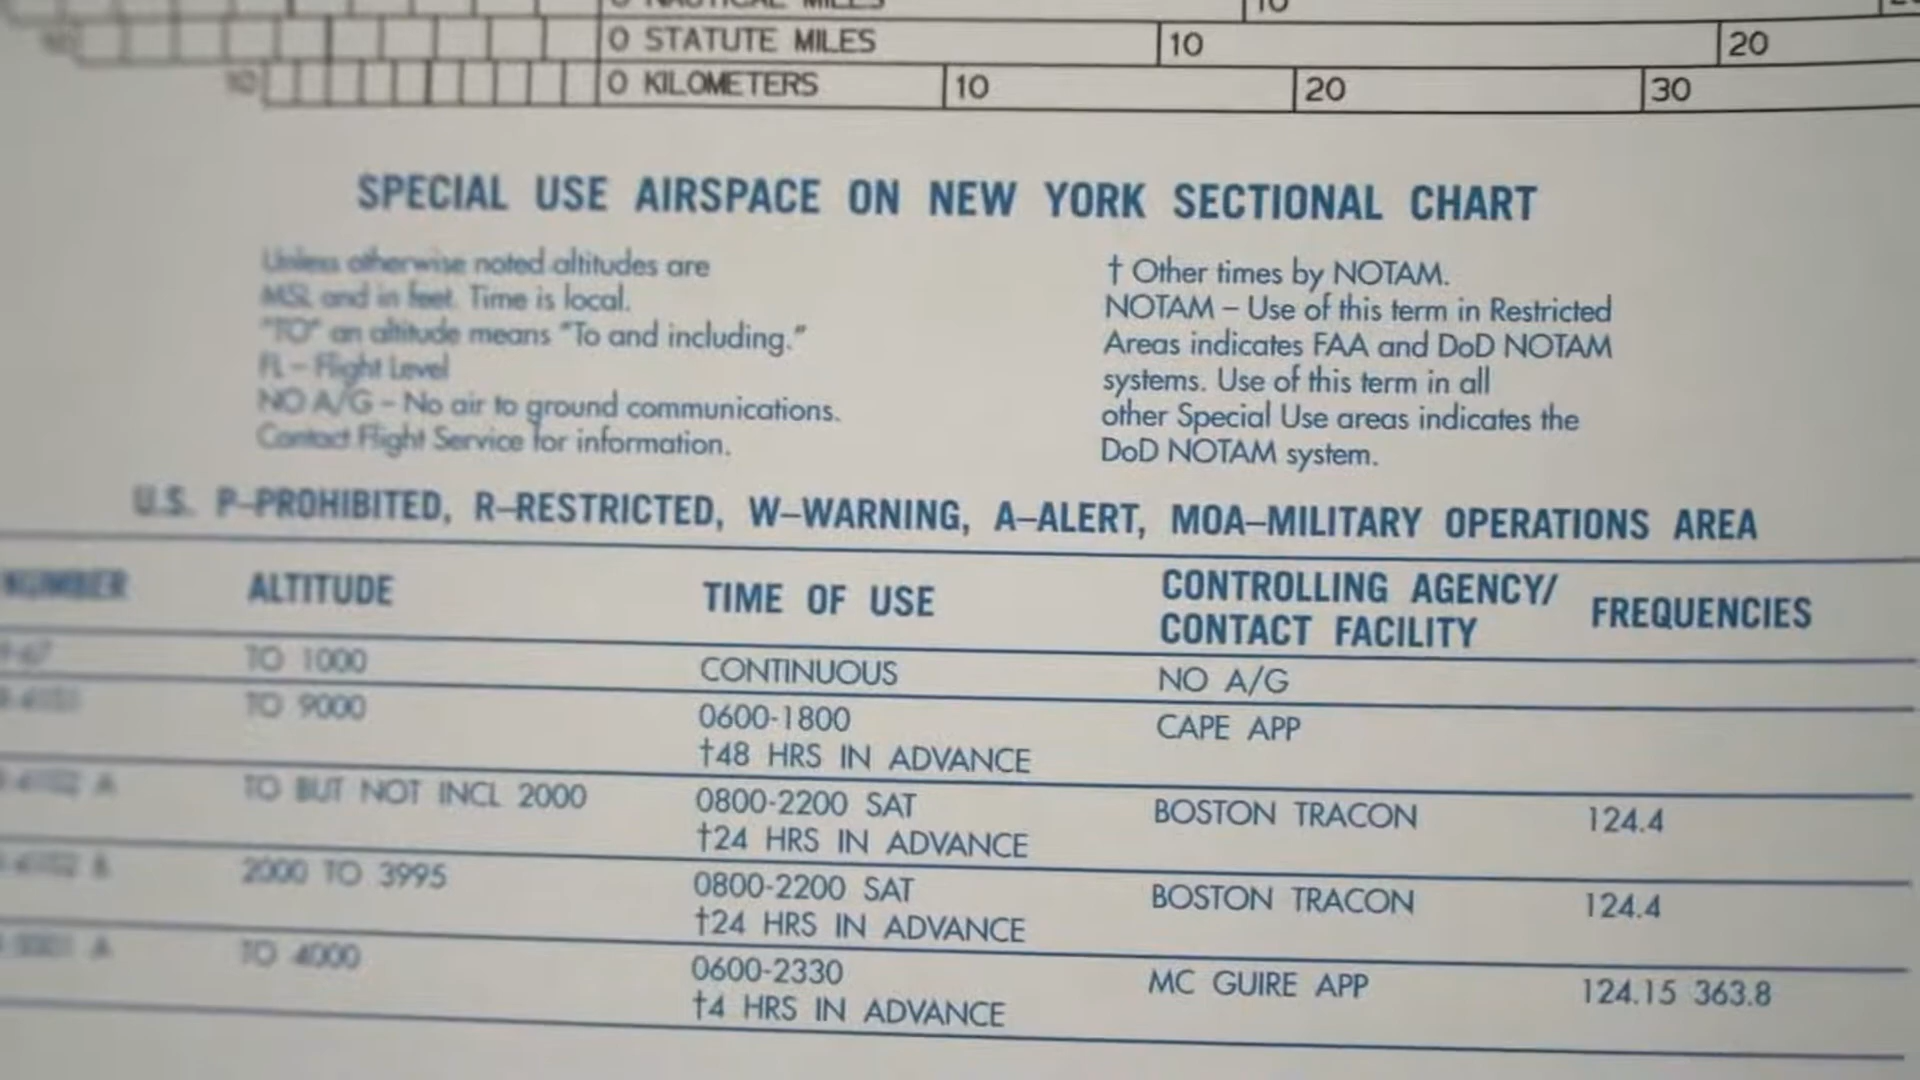 0 NAUTICAL MILES 10
0 STATUTE MILES 10 20
0 KILOMETERS 10 20 30
SPECIAL USE AIRSPACE ON NEW YORK SECTIONAL CHART
Unless otherwise noted altitudes are
MSL and in feet. Time is local.
"TO" an altitude means "To and including."
FL – Flight Level
NO A/G – No air to ground communications.
Contact Flight Service for information.
† Other times by NOTAM.
NOTAM – Use of this term in Restricted
Areas indicates FAA and DoD NOTAM
systems. Use of this term in all
other Special Use areas indicates the
DoD NOTAM system.
U.S. P–PROHIBITED, R–RESTRICTED, W–WARNING, A–ALERT, MOA–MILITARY OPERATIONS AREA
NUMBER ALTITUDE TIME OF USE CONTROLLING AGENCY/
CONTACT FACILITY FREQUENCIES
TO 1000 CONTINUOUS NO A/G
TO 9000 0600-1800 CAPE APP
†48 HRS IN ADVANCE
A TO BUT NOT INCL 2000 0800-2200 SAT BOSTON TRACON 124.4
†24 HRS IN ADVANCE
B 2000 TO 3995 0800-2200 SAT BOSTON TRACON 124.4
†24 HRS IN ADVANCE
A TO 4000 0600-2330 MC GUIRE APP 124.15 363.8
†4 HRS IN ADVANCE